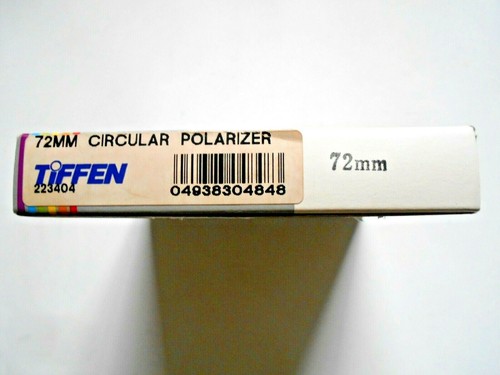 72MM CIRCULAR POLARIZER
TIFFEN
223404
04938304848
72mm